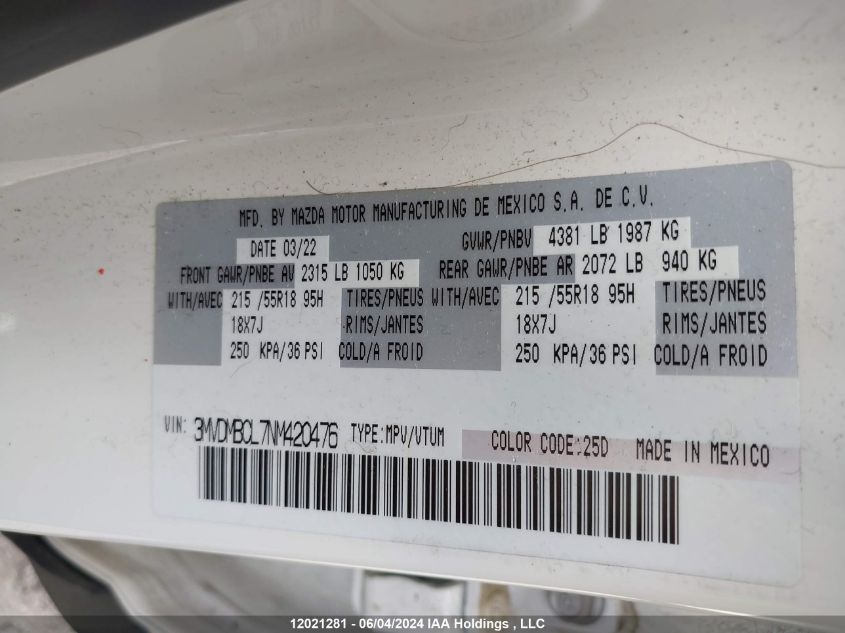 MFD. BY MAZDA MOTOR MANUFACTURING DE MEXICO S.A. DE C.V.
DATE 03/22 GVWR/PNBV 4381 LB 1987 KG
FRONT GAWR/PNBE AV 2315 LB 1050 KG REAR GAWR/PNBE AR 2072 LB 940 KG
WITH/AVEC 215 /55R18 95H TIRES/PNEUS WITH/AVEC 215 /55R18 95H TIRES/PNEUS
18X7J RIMS/JANTES 18X7J RIMS/JANTES
250 KPA/36 PSI COLD/A FROID 250 KPA/36 PSI COLD/A FROID
VIN: 3MVDMBCL7NM420476 TYPE:MPV/VTUM COLOR CODE:25D MADE IN MEXICO
12021281 - 06/04/2024 IAA Holdings , LLC